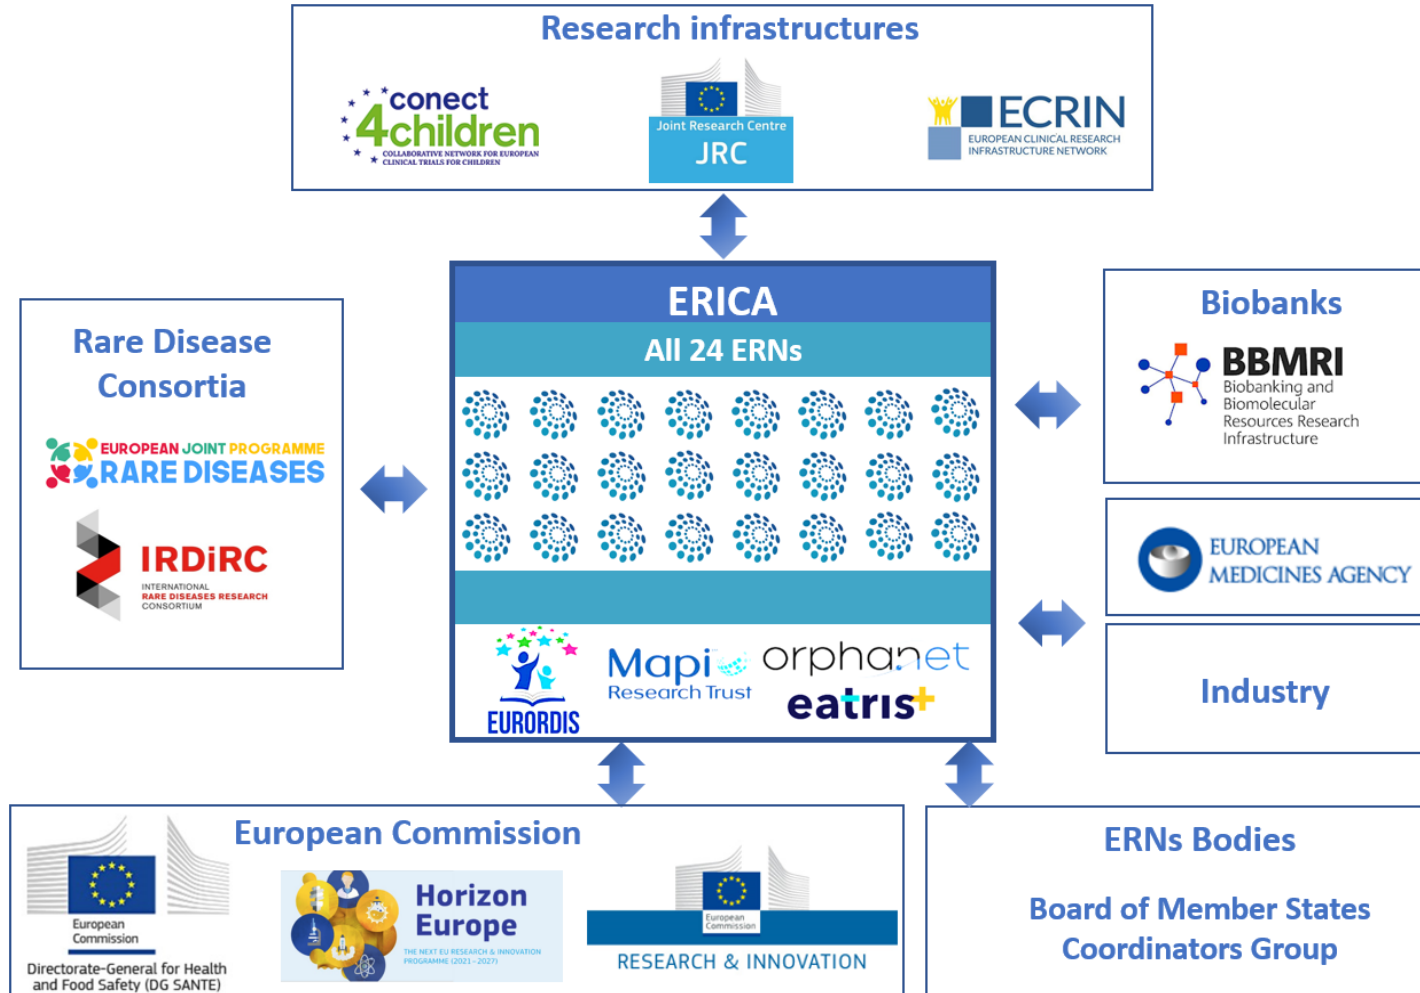 Research infrastructures
conect
4children
COLLABORATIVE NETWORK FOR EUROPEAN
CLINICAL TRIALS FOR CHILDREN
Joint Research Centre
JRC
ECRIN
EUROPEAN CLINICAL RESEARCH
INFRASTRUCTURE NETWORK
Rare Disease
Consortia
EUROPEAN JOINT PROGRAMME
RARE DISEASES
IRDiRC
INTERNATIONAL
RARE DISEASES RESEARCH
CONSORTIUM
ERICA
All 24 ERNs
EURORDIS
Mapi
Research Trust
orphanet
eatris+
Biobanks
BBMRI
Biobanking and
Biomolecular
Resources Research
Infrastructure
EUROPEAN
MEDICINES AGENCY
Industry
European Commission
European
Commission
Directorate-General for Health
and Food Safety (DG SANTE)
Horizon
Europe
THE NEXT EU RESEARCH & INNOVATION
PROGRAMME (2021–2027)
European
Commission
RESEARCH & INNOVATION
ERNs Bodies
Board of Member States
Coordinators Group